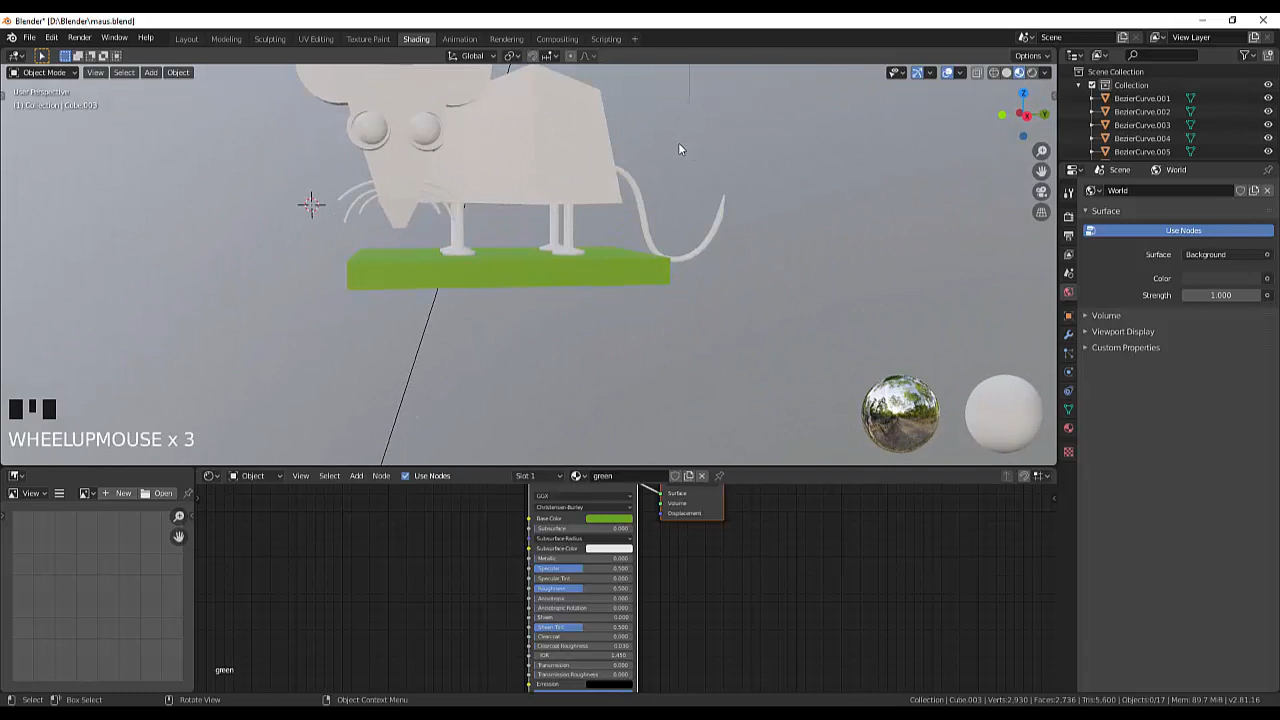 Blender* [D:\Blender\maus.blend]
File Edit Render Window Help Layout Modeling Sculpting UV Editing Texture Paint Shading Animation Rendering Compositing Scripting + Scene View Layer
Global Options
Object Mode View Select Add Object
User Perspective
(1) Collection | Cube.003
Z
X
Y
WHEELUPMOUSE x 3
Scene Collection
Collection
BezierCurve.001
BezierCurve.002
BezierCurve.003
BezierCurve.004
BezierCurve.005
Scene World
World
Surface
Use Nodes
Surface Background
Color
Strength 1.000
Volume
Viewport Display
Custom Properties
Object View Select Add Node Use Nodes Slot 1 green
View New Open
Surface
Volume
Displacement
GGX
Christensen-Burley
Base Color
Subsurface 0.000
Subsurface Radius
Subsurface Color
Metallic 0.000
Specular 0.500
Specular Tint 0.000
Roughness 0.500
Anisotropic 0.000
Anisotropic Rotation 0.000
Sheen 0.000
Sheen Tint 0.500
Clearcoat 0.000
Clearcoat Roughness 0.030
IOR 1.450
Transmission 0.000
Transmission Roughness 0.000
Emission
green
Select Box Select Rotate View Object Context Menu Collection | Cube.003 | Verts:2,930 | Faces:2,736 | Tris:5,600 | Objects:0/17 | Mem: 89.7 MiB | v2.81.16